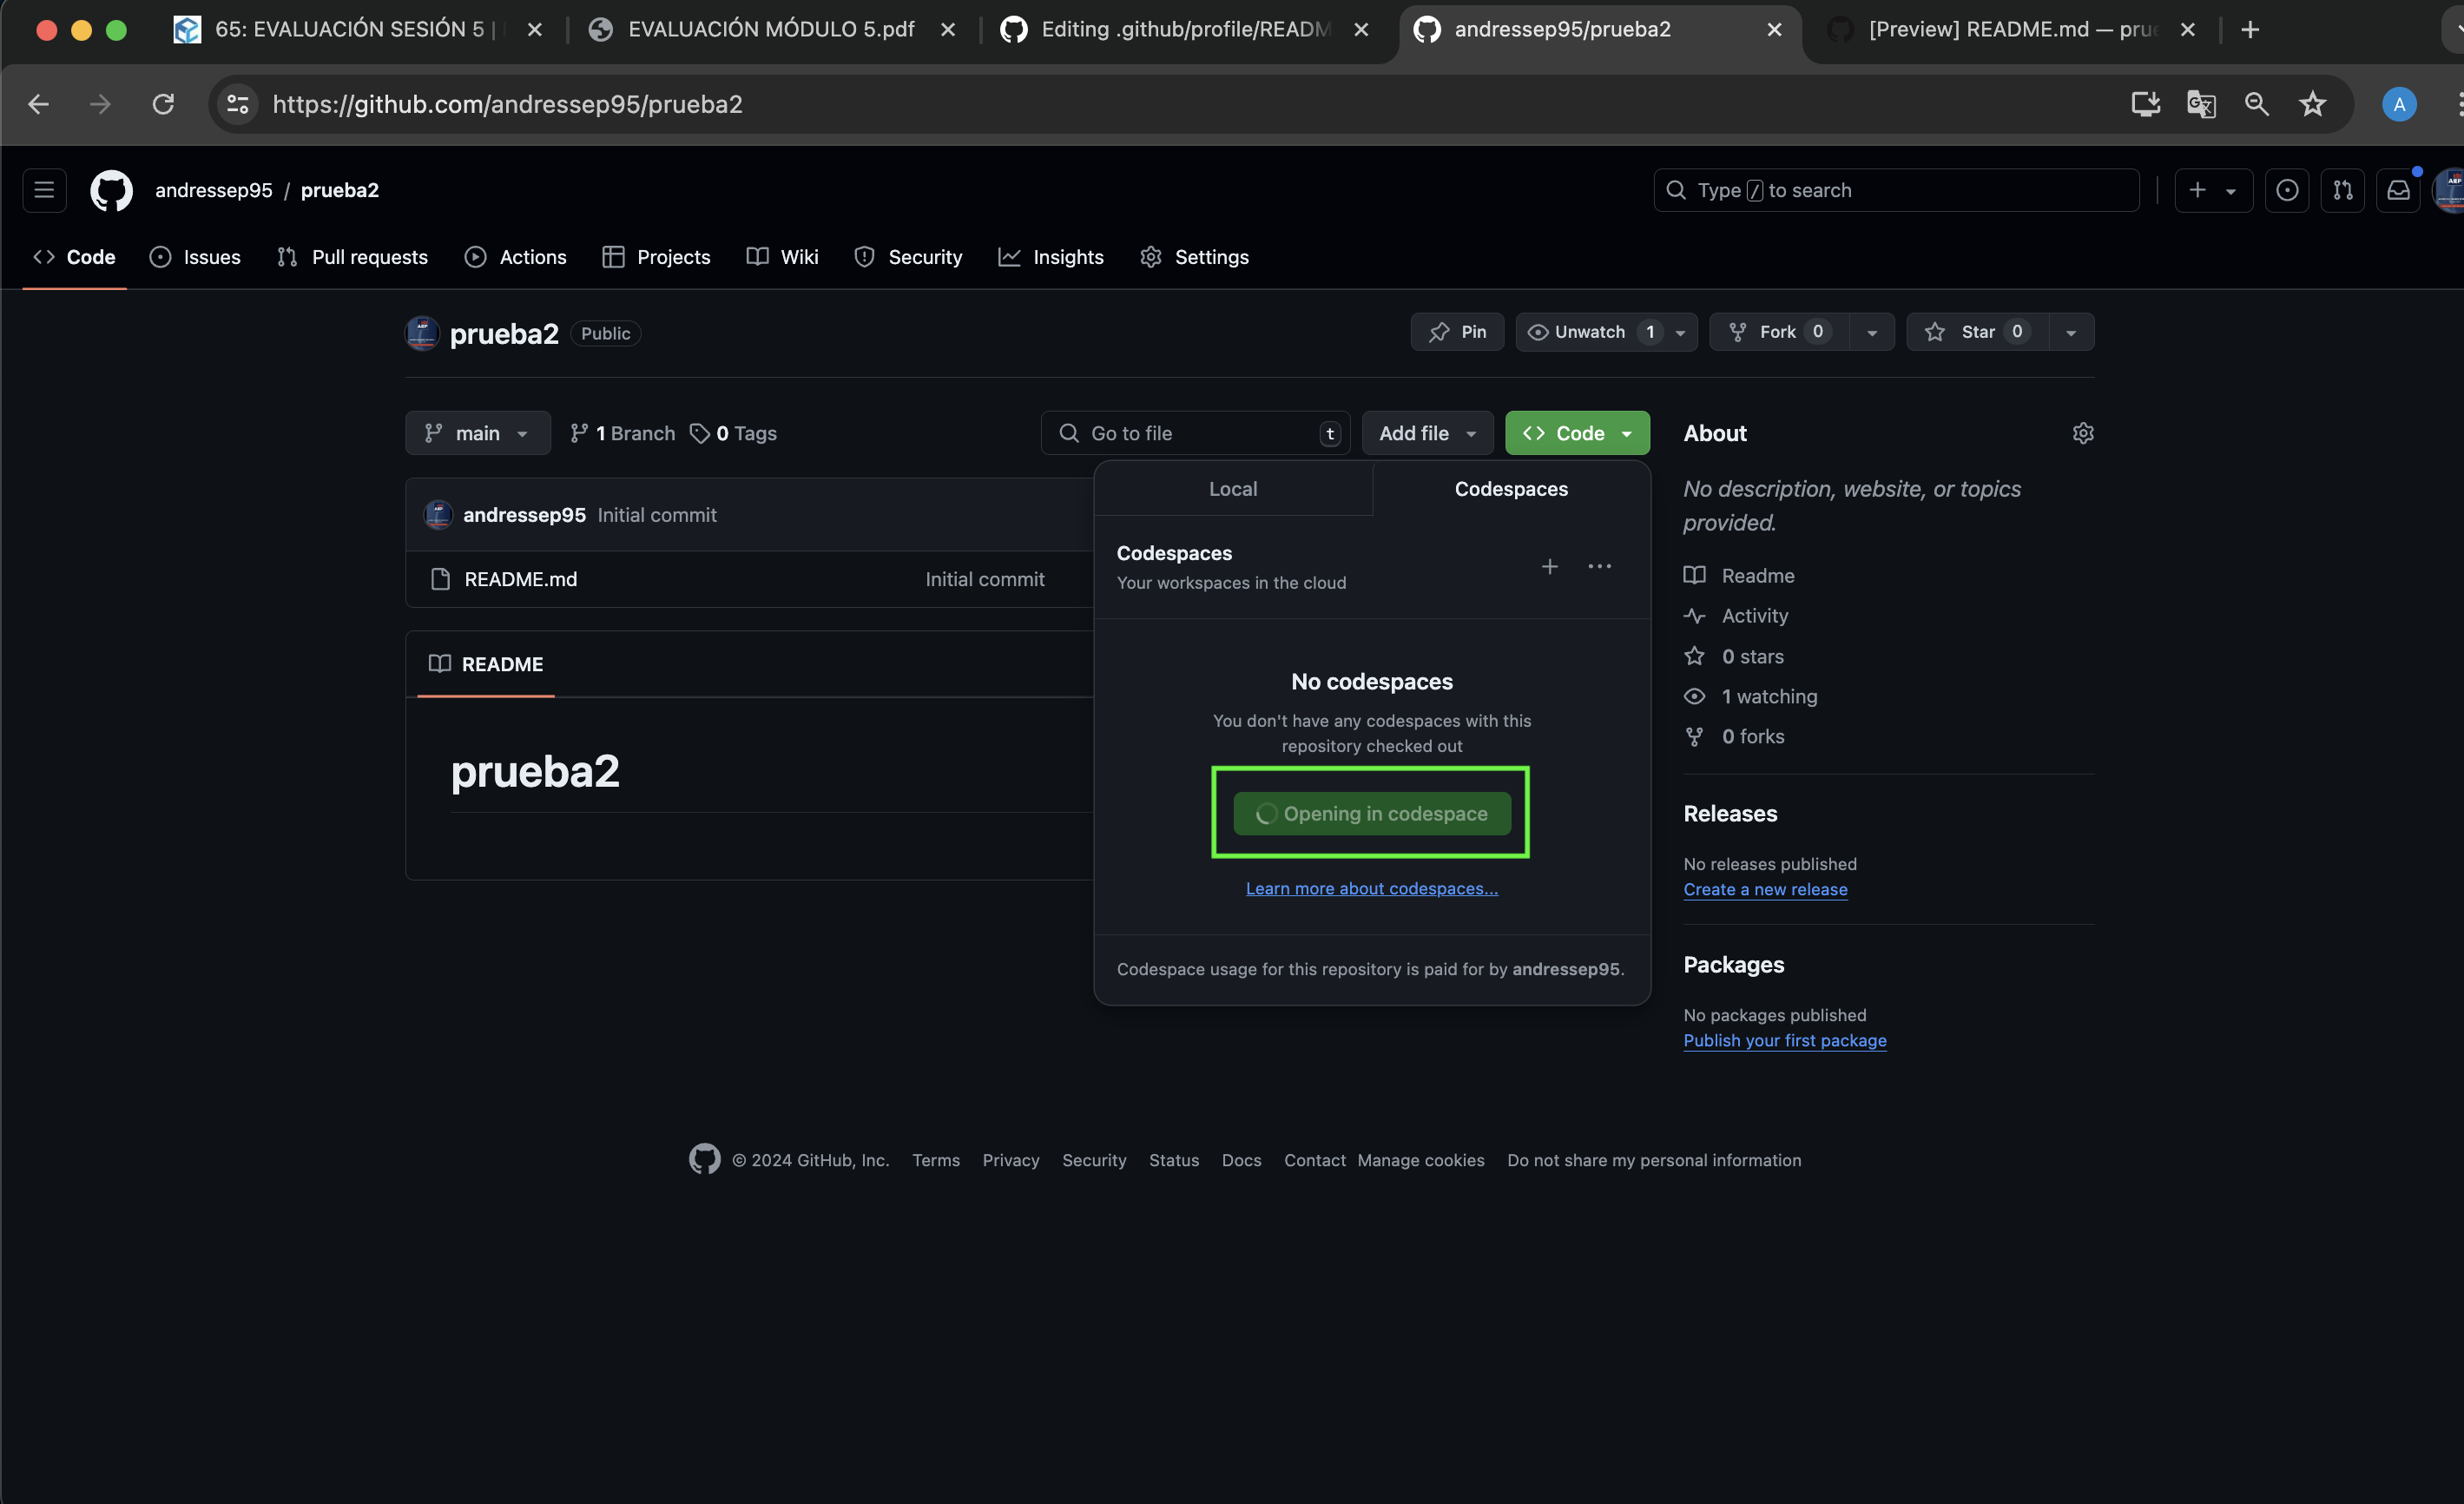 65: EVALUACIÓN SESIÓN 5 |
EVALUACIÓN MÓDULO 5.pdf
Editing .github/profile/READM
andressep95/prueba2
[Preview] README.md — prue
https://github.com/andressep95/prueba2
A
andressep95 / prueba2
Type / to search
Code
Issues
Pull requests
Actions
Projects
Wiki
Security
Insights
Settings
prueba2 Public
Pin
Unwatch 1
Fork 0
Star 0
main
1 Branch
0 Tags
Go to file t
Add file
Code
andressep95 Initial commit
README.md Initial commit
README
prueba2
Local
Codespaces
Codespaces
Your workspaces in the cloud
No codespaces
You don't have any codespaces with this
repository checked out
Opening in codespace
Learn more about codespaces...
Codespace usage for this repository is paid for by andressep95.
About
No description, website, or topics
provided.
Readme
Activity
0 stars
1 watching
0 forks
Releases
No releases published
Create a new release
Packages
No packages published
Publish your first package
© 2024 GitHub, Inc. Terms Privacy Security Status Docs Contact Manage cookies Do not share my personal information